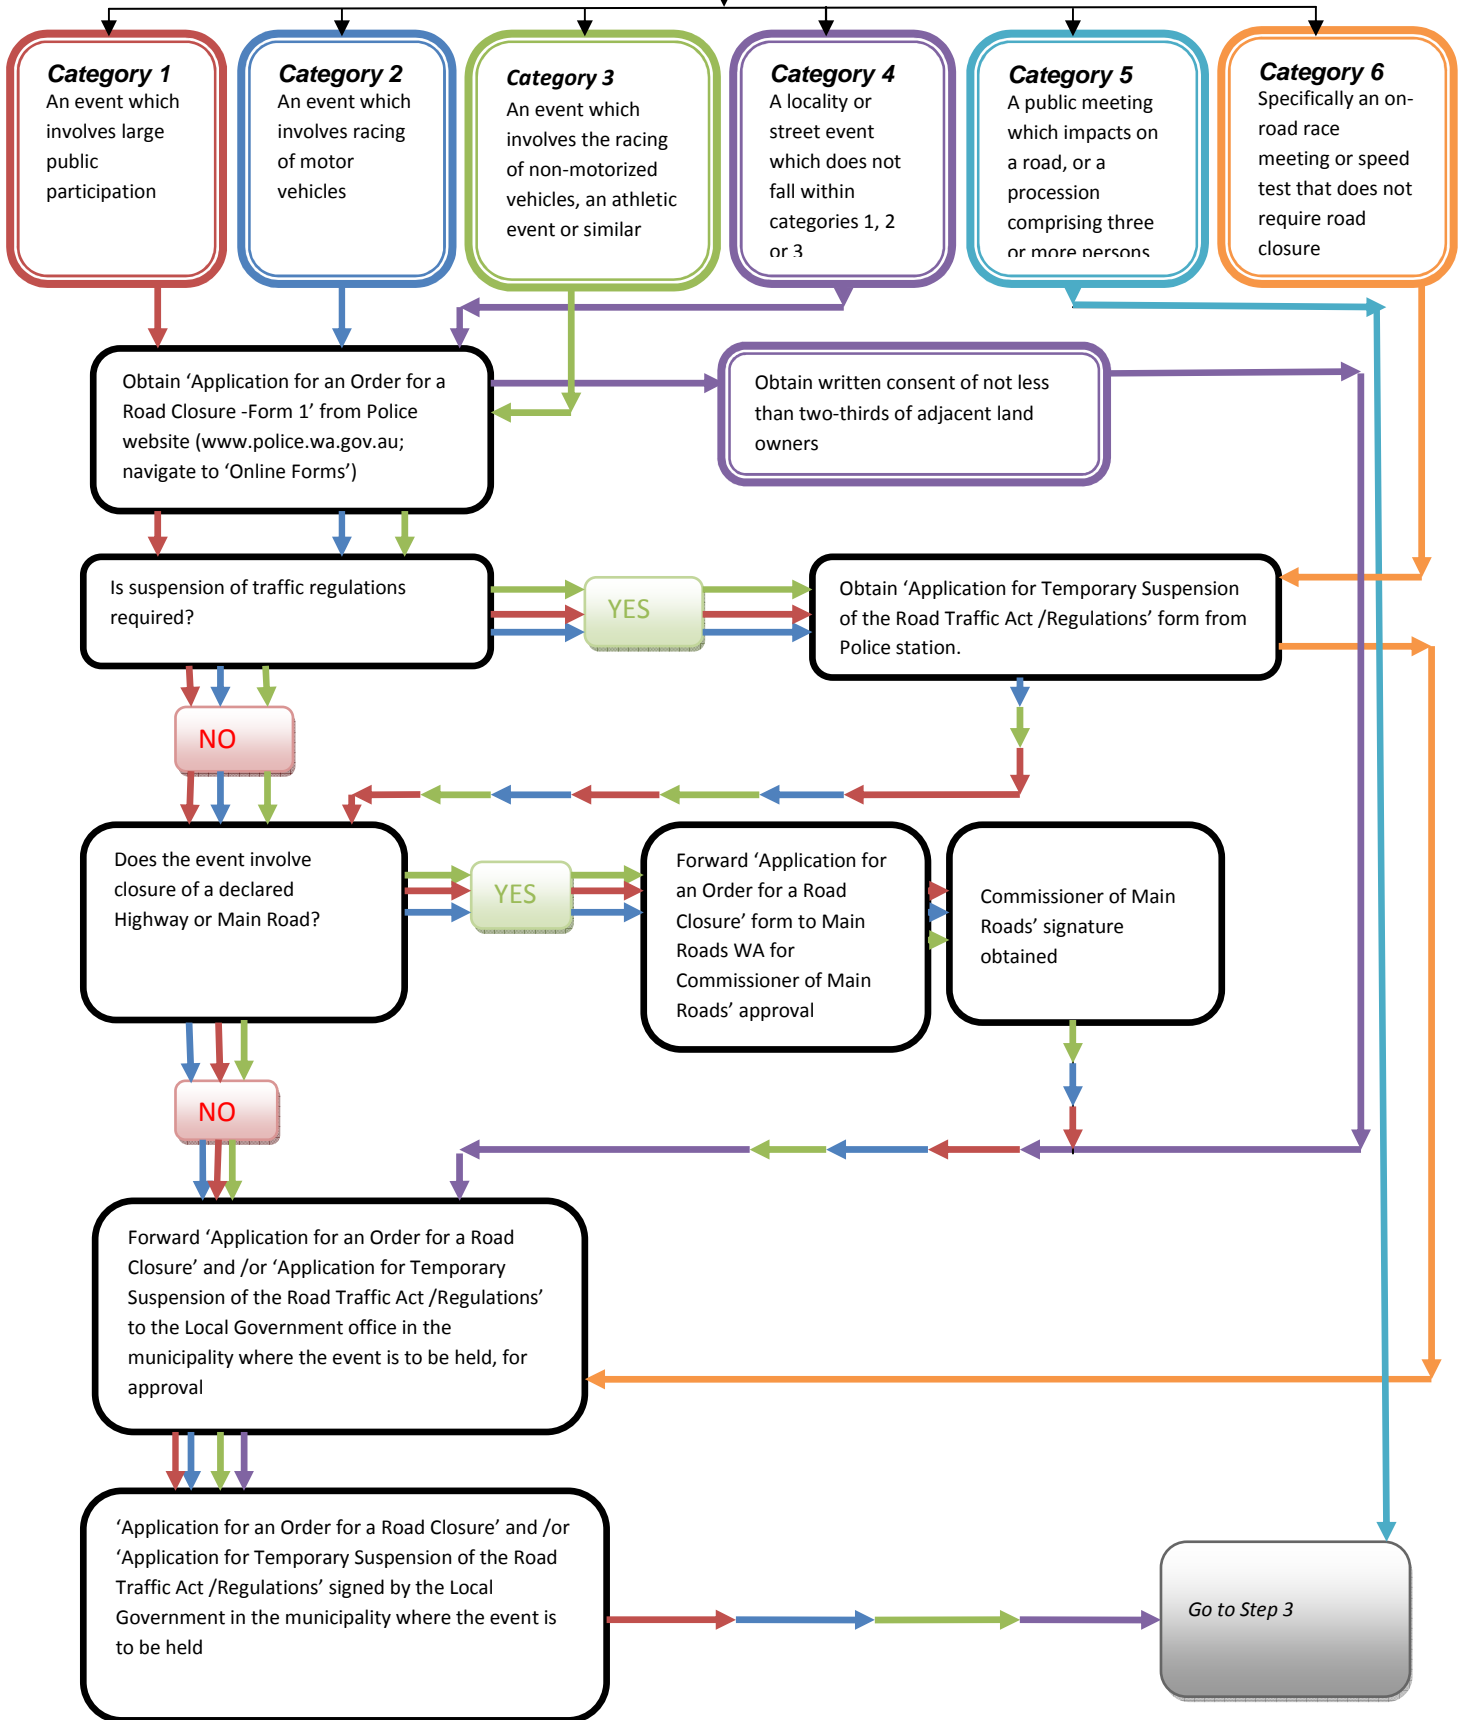 Category 1
An event which
involves large
public
participation
Category 2
An event which
involves racing
of motor
vehicles
Category 3
An event which
involves the racing
of non-motorized
vehicles, an athletic
event or similar
Category 4
A locality or
street event
which does not
fall within
categories 1, 2
or 3
Category 5
A public meeting
which impacts on
a road, or a
procession
comprising three
or more persons
Category 6
Specifically an on-
road race
meeting or speed
test that does not
require road
closure
Obtain ‘Application for an Order for a
Road Closure -Form 1’ from Police
website (www.police.wa.gov.au;
navigate to ‘Online Forms’)
Obtain written consent of not less
than two-thirds of adjacent land
owners
Is suspension of traffic regulations
required?
YES
Obtain ‘Application for Temporary Suspension
of the Road Traffic Act /Regulations’ form from
Police station.
NO
Does the event involve
closure of a declared
Highway or Main Road?
YES
Forward ‘Application for
an Order for a Road
Closure’ form to Main
Roads WA for
Commissioner of Main
Roads’ approval
Commissioner of Main
Roads’ signature
obtained
NO
Forward ‘Application for an Order for a Road
Closure’ and /or ‘Application for Temporary
Suspension of the Road Traffic Act /Regulations’
to the Local Government office in the
municipality where the event is to be held, for
approval
‘Application for an Order for a Road Closure’ and /or
‘Application for Temporary Suspension of the Road
Traffic Act /Regulations’ signed by the Local
Government in the municipality where the event is
to be held
Go to Step 3